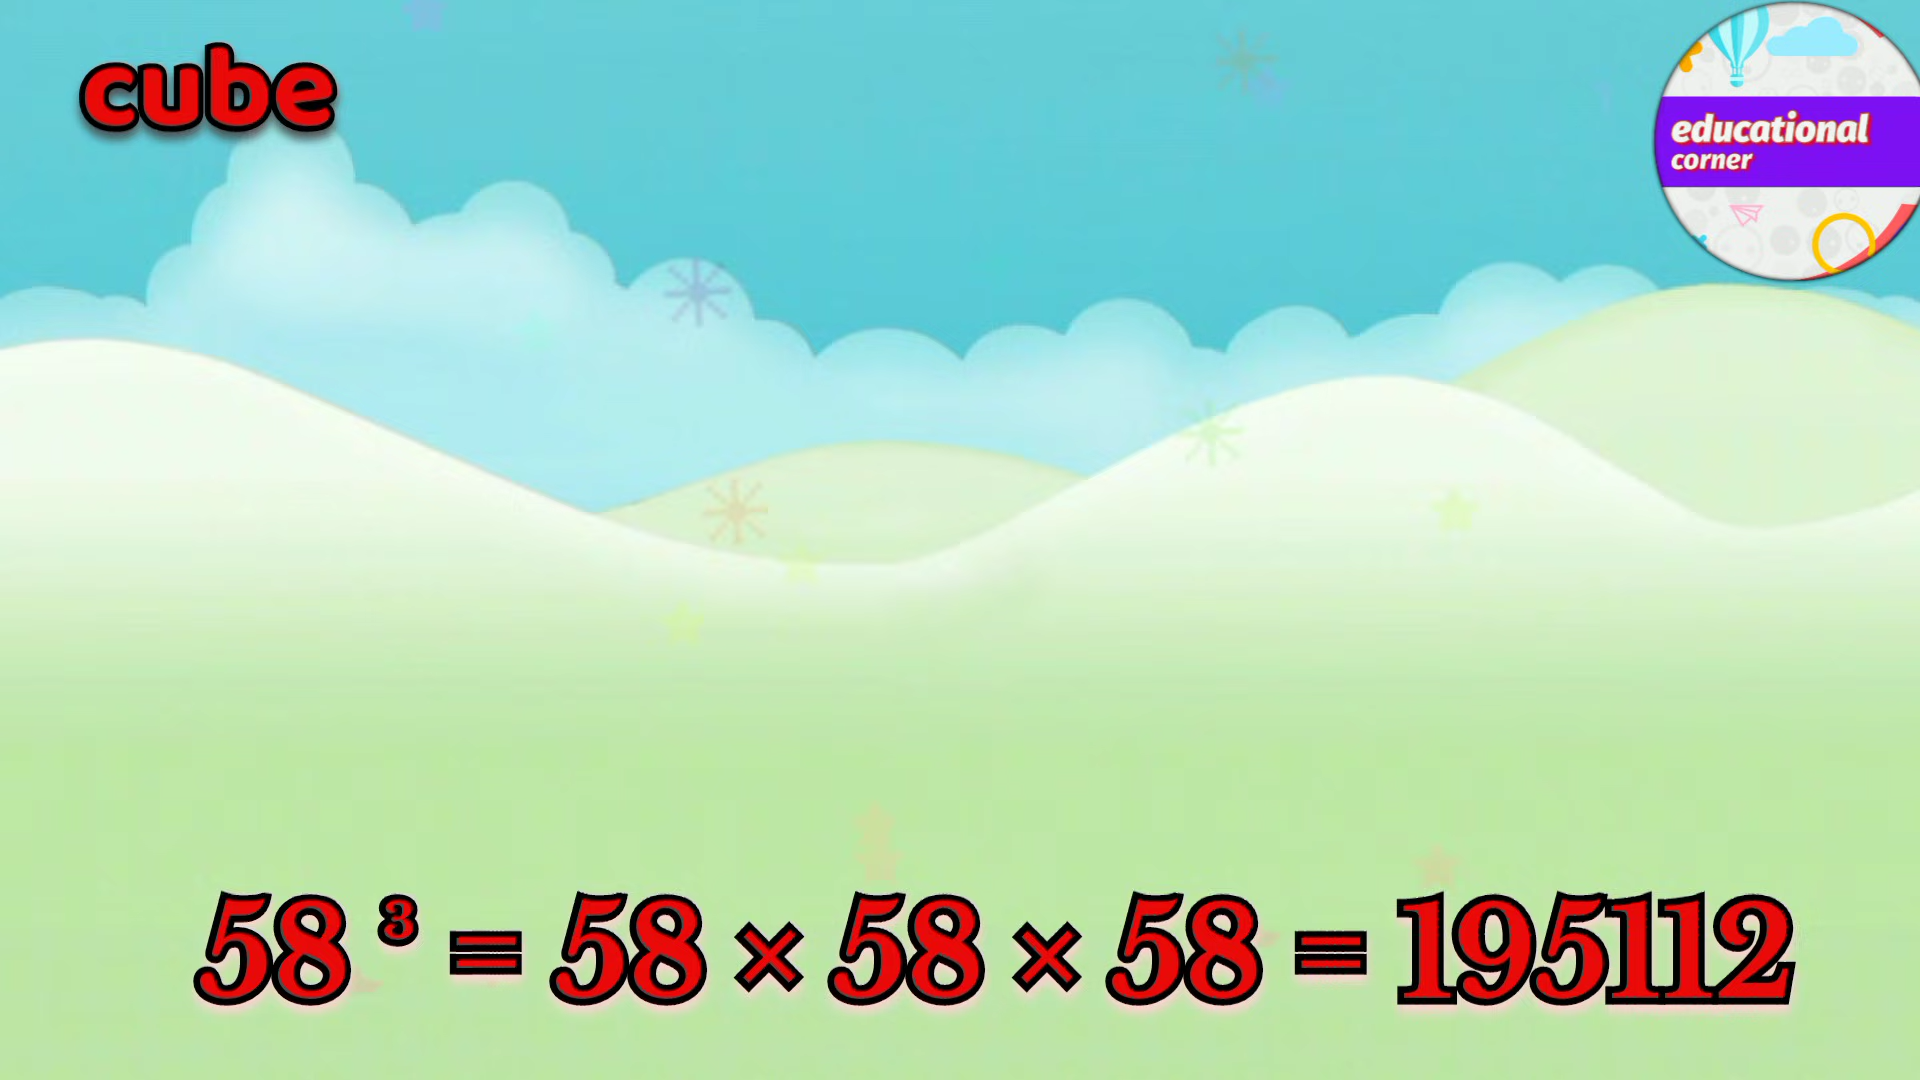 cube
educational
corner
58 ³ = 58 × 58 × 58 = 195112